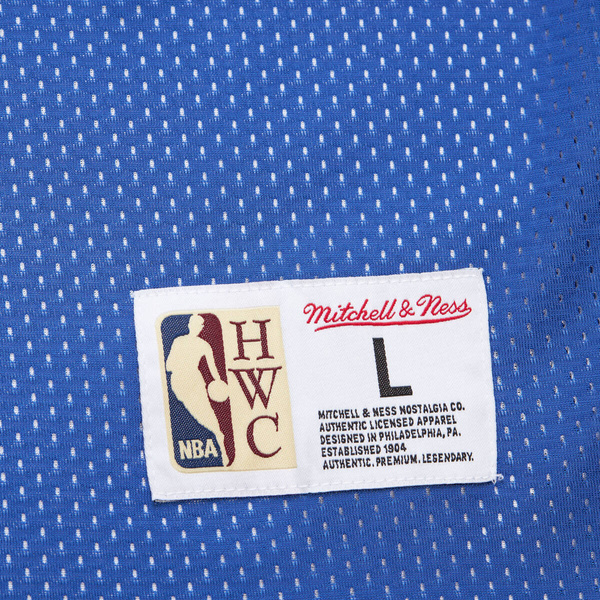 NBA
H
W
C
Mitchell & Ness
L
MITCHELL & NESS NOSTALGIA CO.
AUTHENTIC LICENSED APPAREL
DESIGNED IN PHILADELPHIA, PA.
ESTABLISHED 1904
AUTHENTIC. PREMIUM. LEGENDARY.